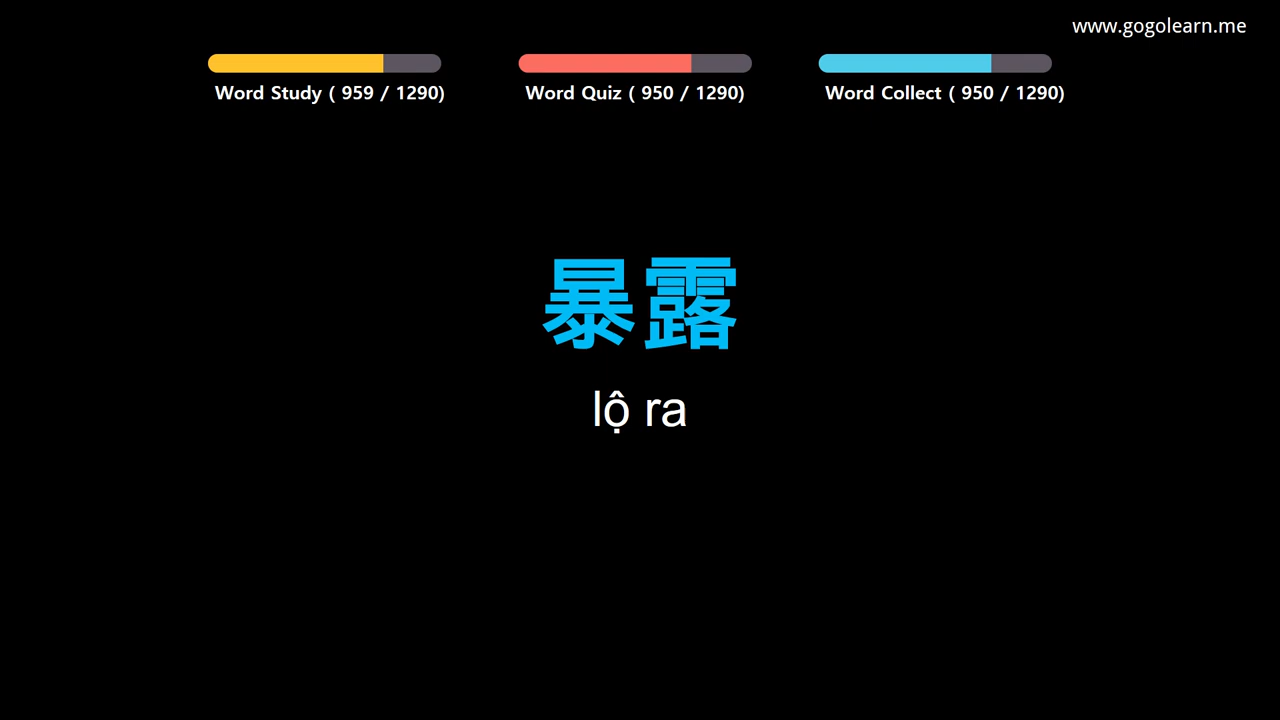 www.gogolearn.me
Word Study ( 959 / 1290)
Word Quiz ( 950 / 1290)
Word Collect ( 950 / 1290)
暴露
lộ ra